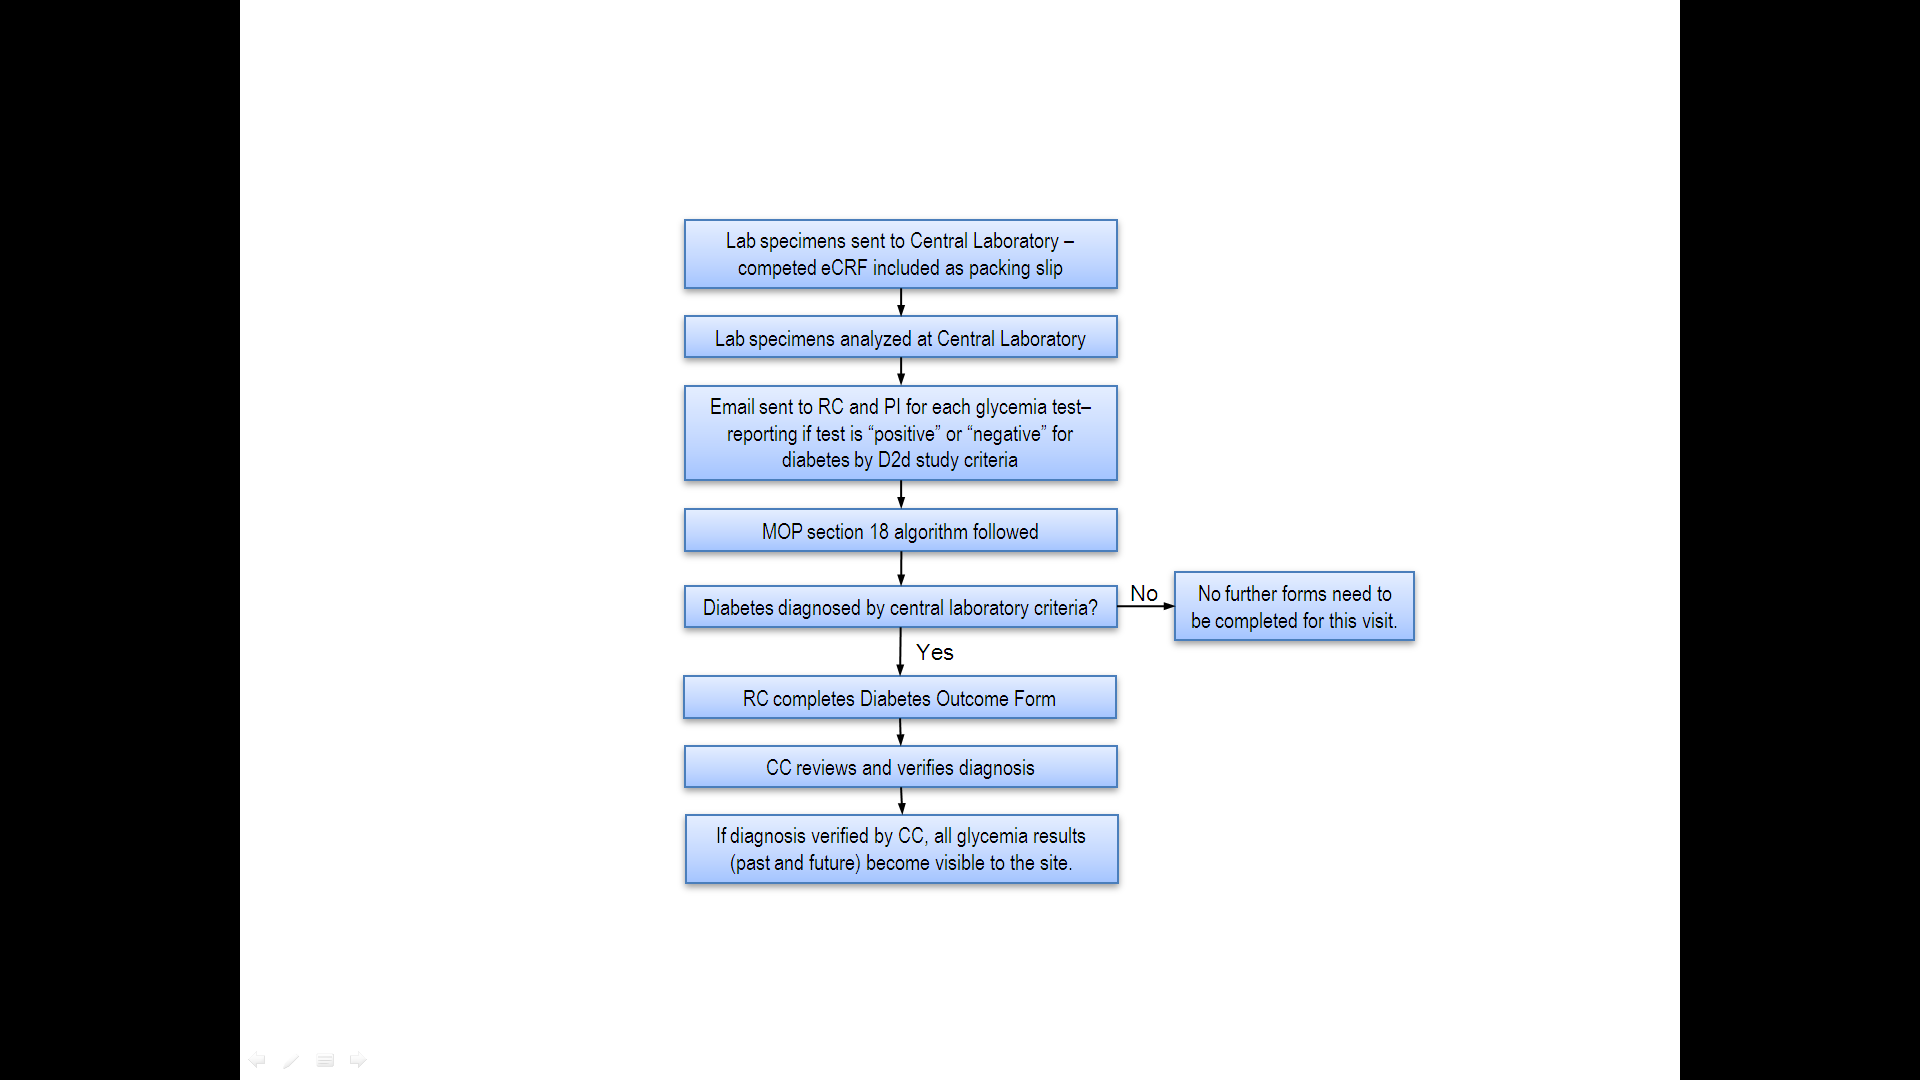 Lab specimens sent to Central Laboratory –
competed eCRF included as packing slip
Lab specimens analyzed at Central Laboratory
Email sent to RC and PI for each glycemia test–
reporting if test is “positive” or “negative” for
diabetes by D2d study criteria
MOP section 18 algorithm followed
Diabetes diagnosed by central laboratory criteria?
No
No further forms need to
be completed for this visit.
Yes
RC completes Diabetes Outcome Form
CC reviews and verifies diagnosis
If diagnosis verified by CC, all glycemia results
(past and future) become visible to the site.